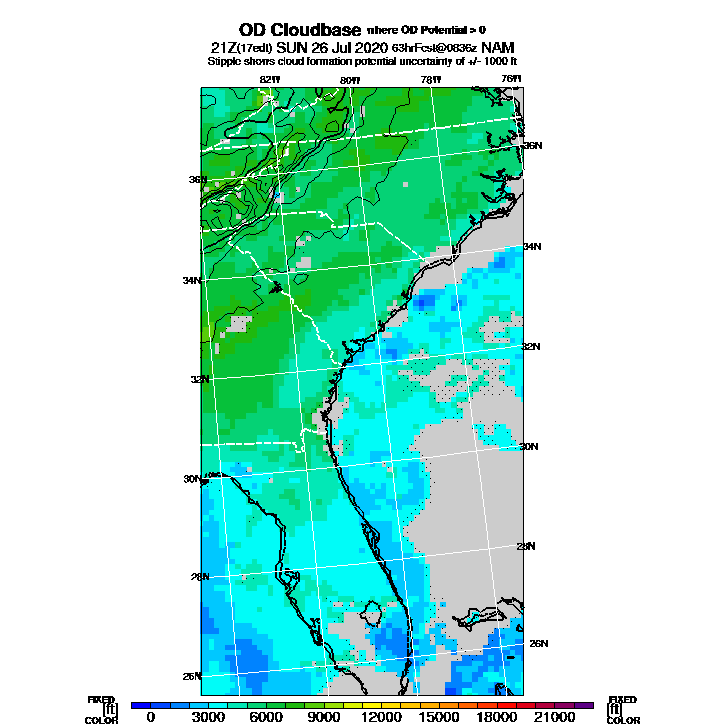 OD Cloudbase where OD Potential > 0
21Z(17edt) SUN 26 Jul 2020 63hrFcst@0836z NAM
Stipple shows cloud formation potential uncertainty of +/- 1000 ft
82W 80W 78W 76W
36N
36N
34N
34N
32N
32N
30N
30N
28N
28N
26N
26N
FIXED FIXED
[ft] [ft]
COLOR COLOR
0 3000 6000 9000 12000 15000 18000 21000